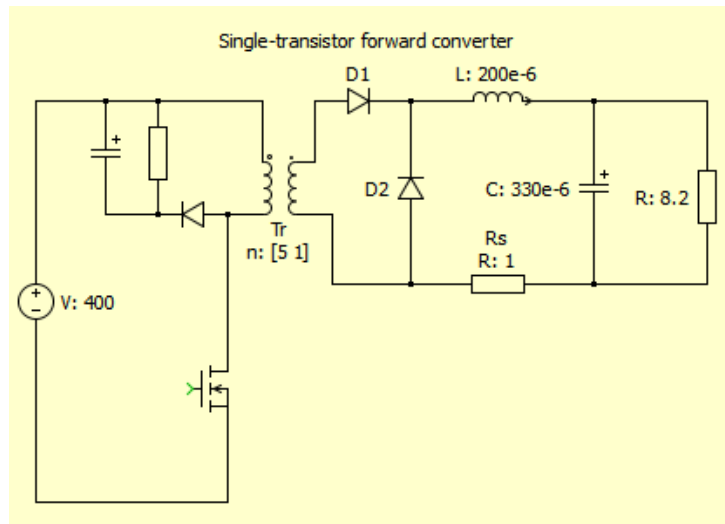 Single-transistor forward converter
D1
L: 200e-6
D2
C: 330e-6
R: 8.2
Tr
n: [5 1]
Rs
R: 1
V: 400